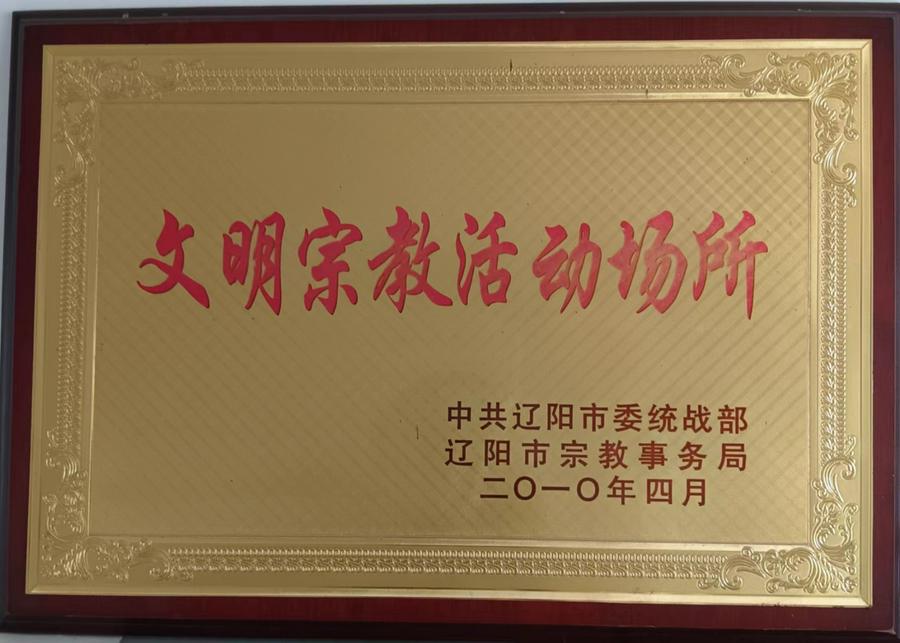 文明宗教活动场所
中共辽阳市委统战部
辽阳市宗教事务局
二〇一〇年四月